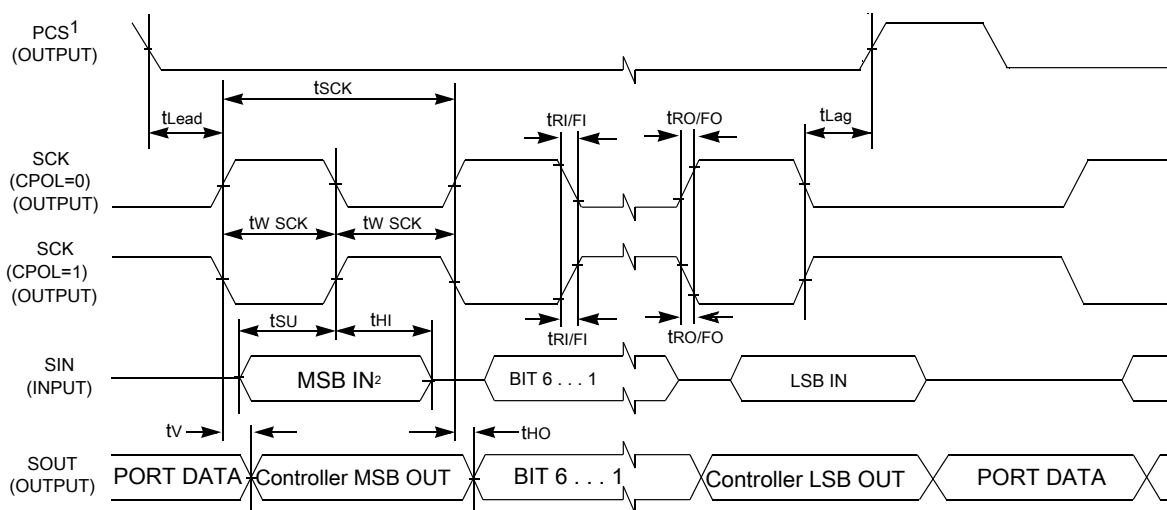 PCS1
(OUTPUT)
tSCK
tLead
tRI/FI
tRO/FO
tLag
SCK
(CPOL=0)
(OUTPUT)
tW SCK
tW SCK
SCK
(CPOL=1)
(OUTPUT)
tSU
tHI
tRI/FI
tRO/FO
SIN
(INPUT)
MSB IN2
BIT 6 . . . 1
LSB IN
tV
tHO
SOUT
(OUTPUT)
PORT DATA
Controller MSB OUT
BIT 6 . . . 1
Controller LSB OUT
PORT DATA